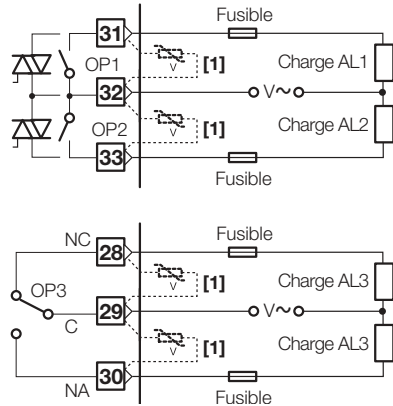 Fusible
31
OP1
V
[1]
Charge AL1
32
V~
OP2
V
[1]
Charge AL2
33
Fusible
NC
Fusible
28
V
[1]
Charge AL3
OP3
29
C
V~
V
[1]
Charge AL3
30
NA
Fusible